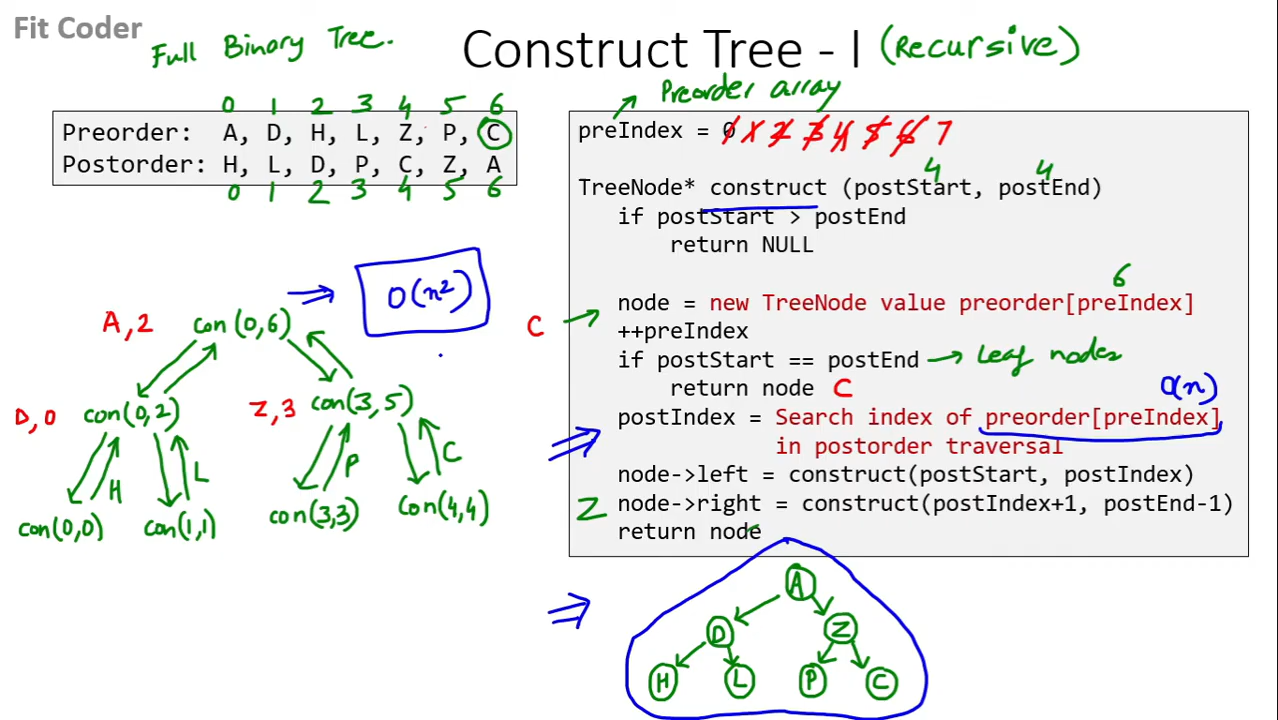 Fit Coder
Full Binary Tree.
Construct Tree - I (Recursive)
0 1 2 3 4 5 6
Preorder: A, D, H, L, Z, P, C
Postorder: H, L, D, P, C, Z, A
0 1 2 3 4 5 6
Preorder array
preIndex = 0 1 2 3 4 5 6 7
4 4
TreeNode* construct (postStart, postEnd)
if postStart > postEnd
return NULL
6
C node = new TreeNode value preorder[preIndex]
++preIndex
if postStart == postEnd → Leaf nodes
return node C
O(n)
postIndex = Search index of preorder[preIndex]
in postorder traversal
node->left = construct(postStart, postIndex)
Z node->right = construct(postIndex+1, postEnd-1)
return node
⇒ O(n²)
A,2 con(0,6)
D,0 con(0,2) Z,3 con(3,5)
H L P C
con(0,0) con(1,1) con(3,3) con(4,4)
A
D Z
H L P C